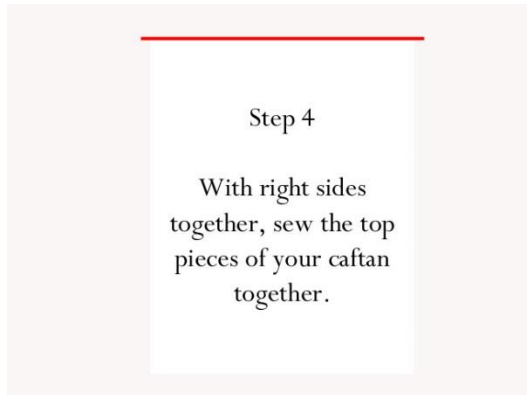 Step 4
With right sides
together, sew the top
pieces of your caftan
together.